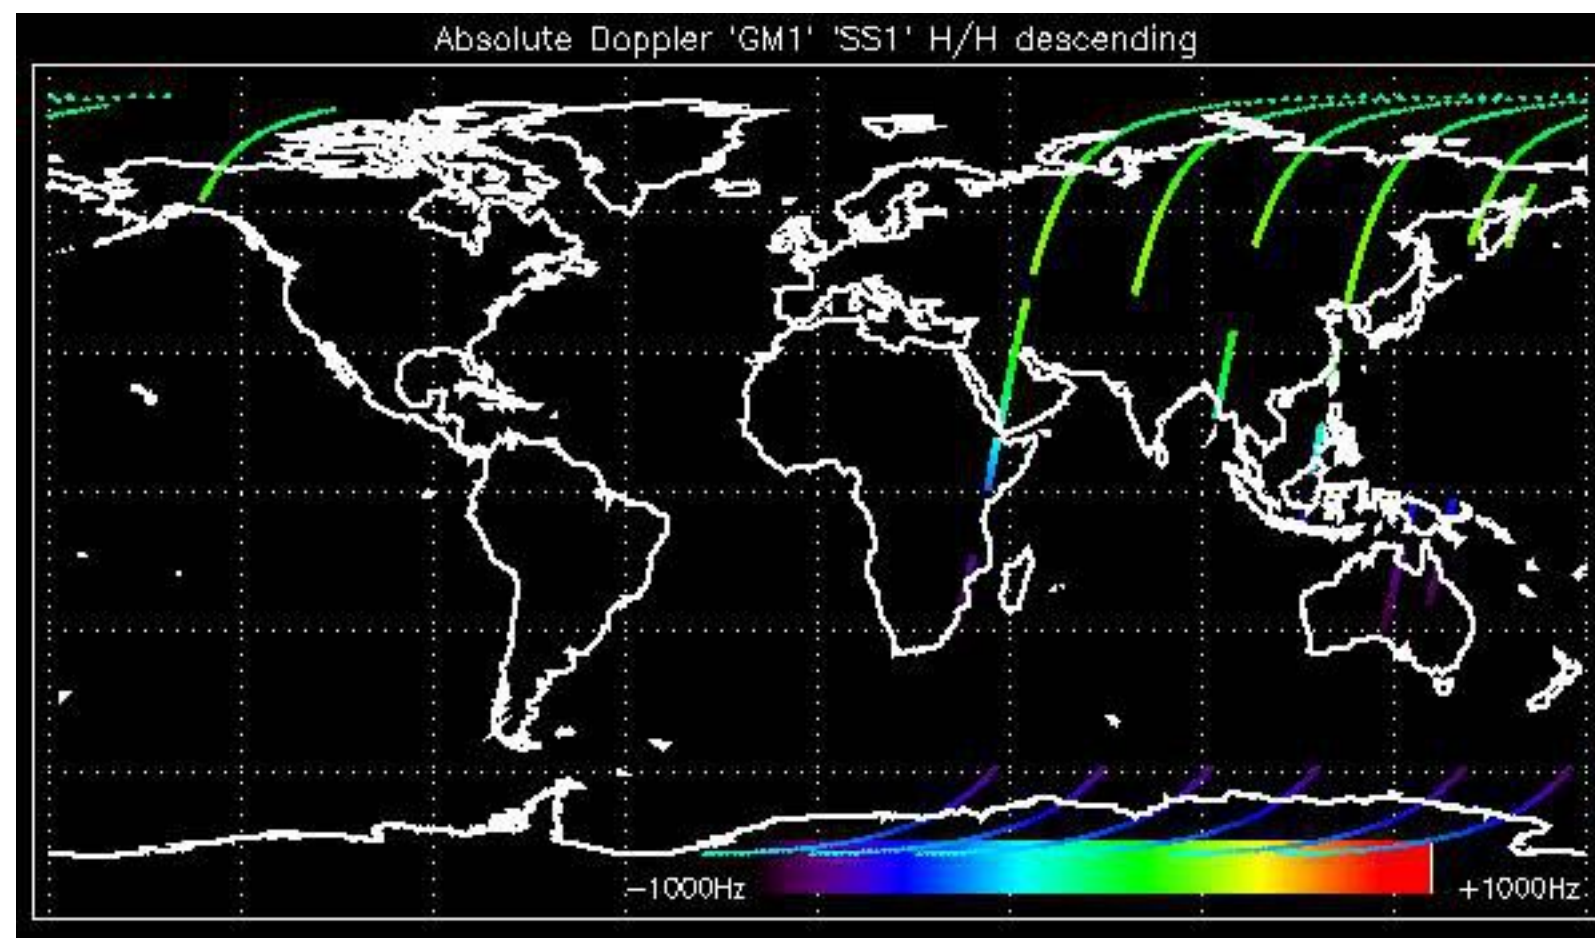 Absolute Doppler 'GM1' 'SS1' H/H descending
−1000Hz
+1000Hz